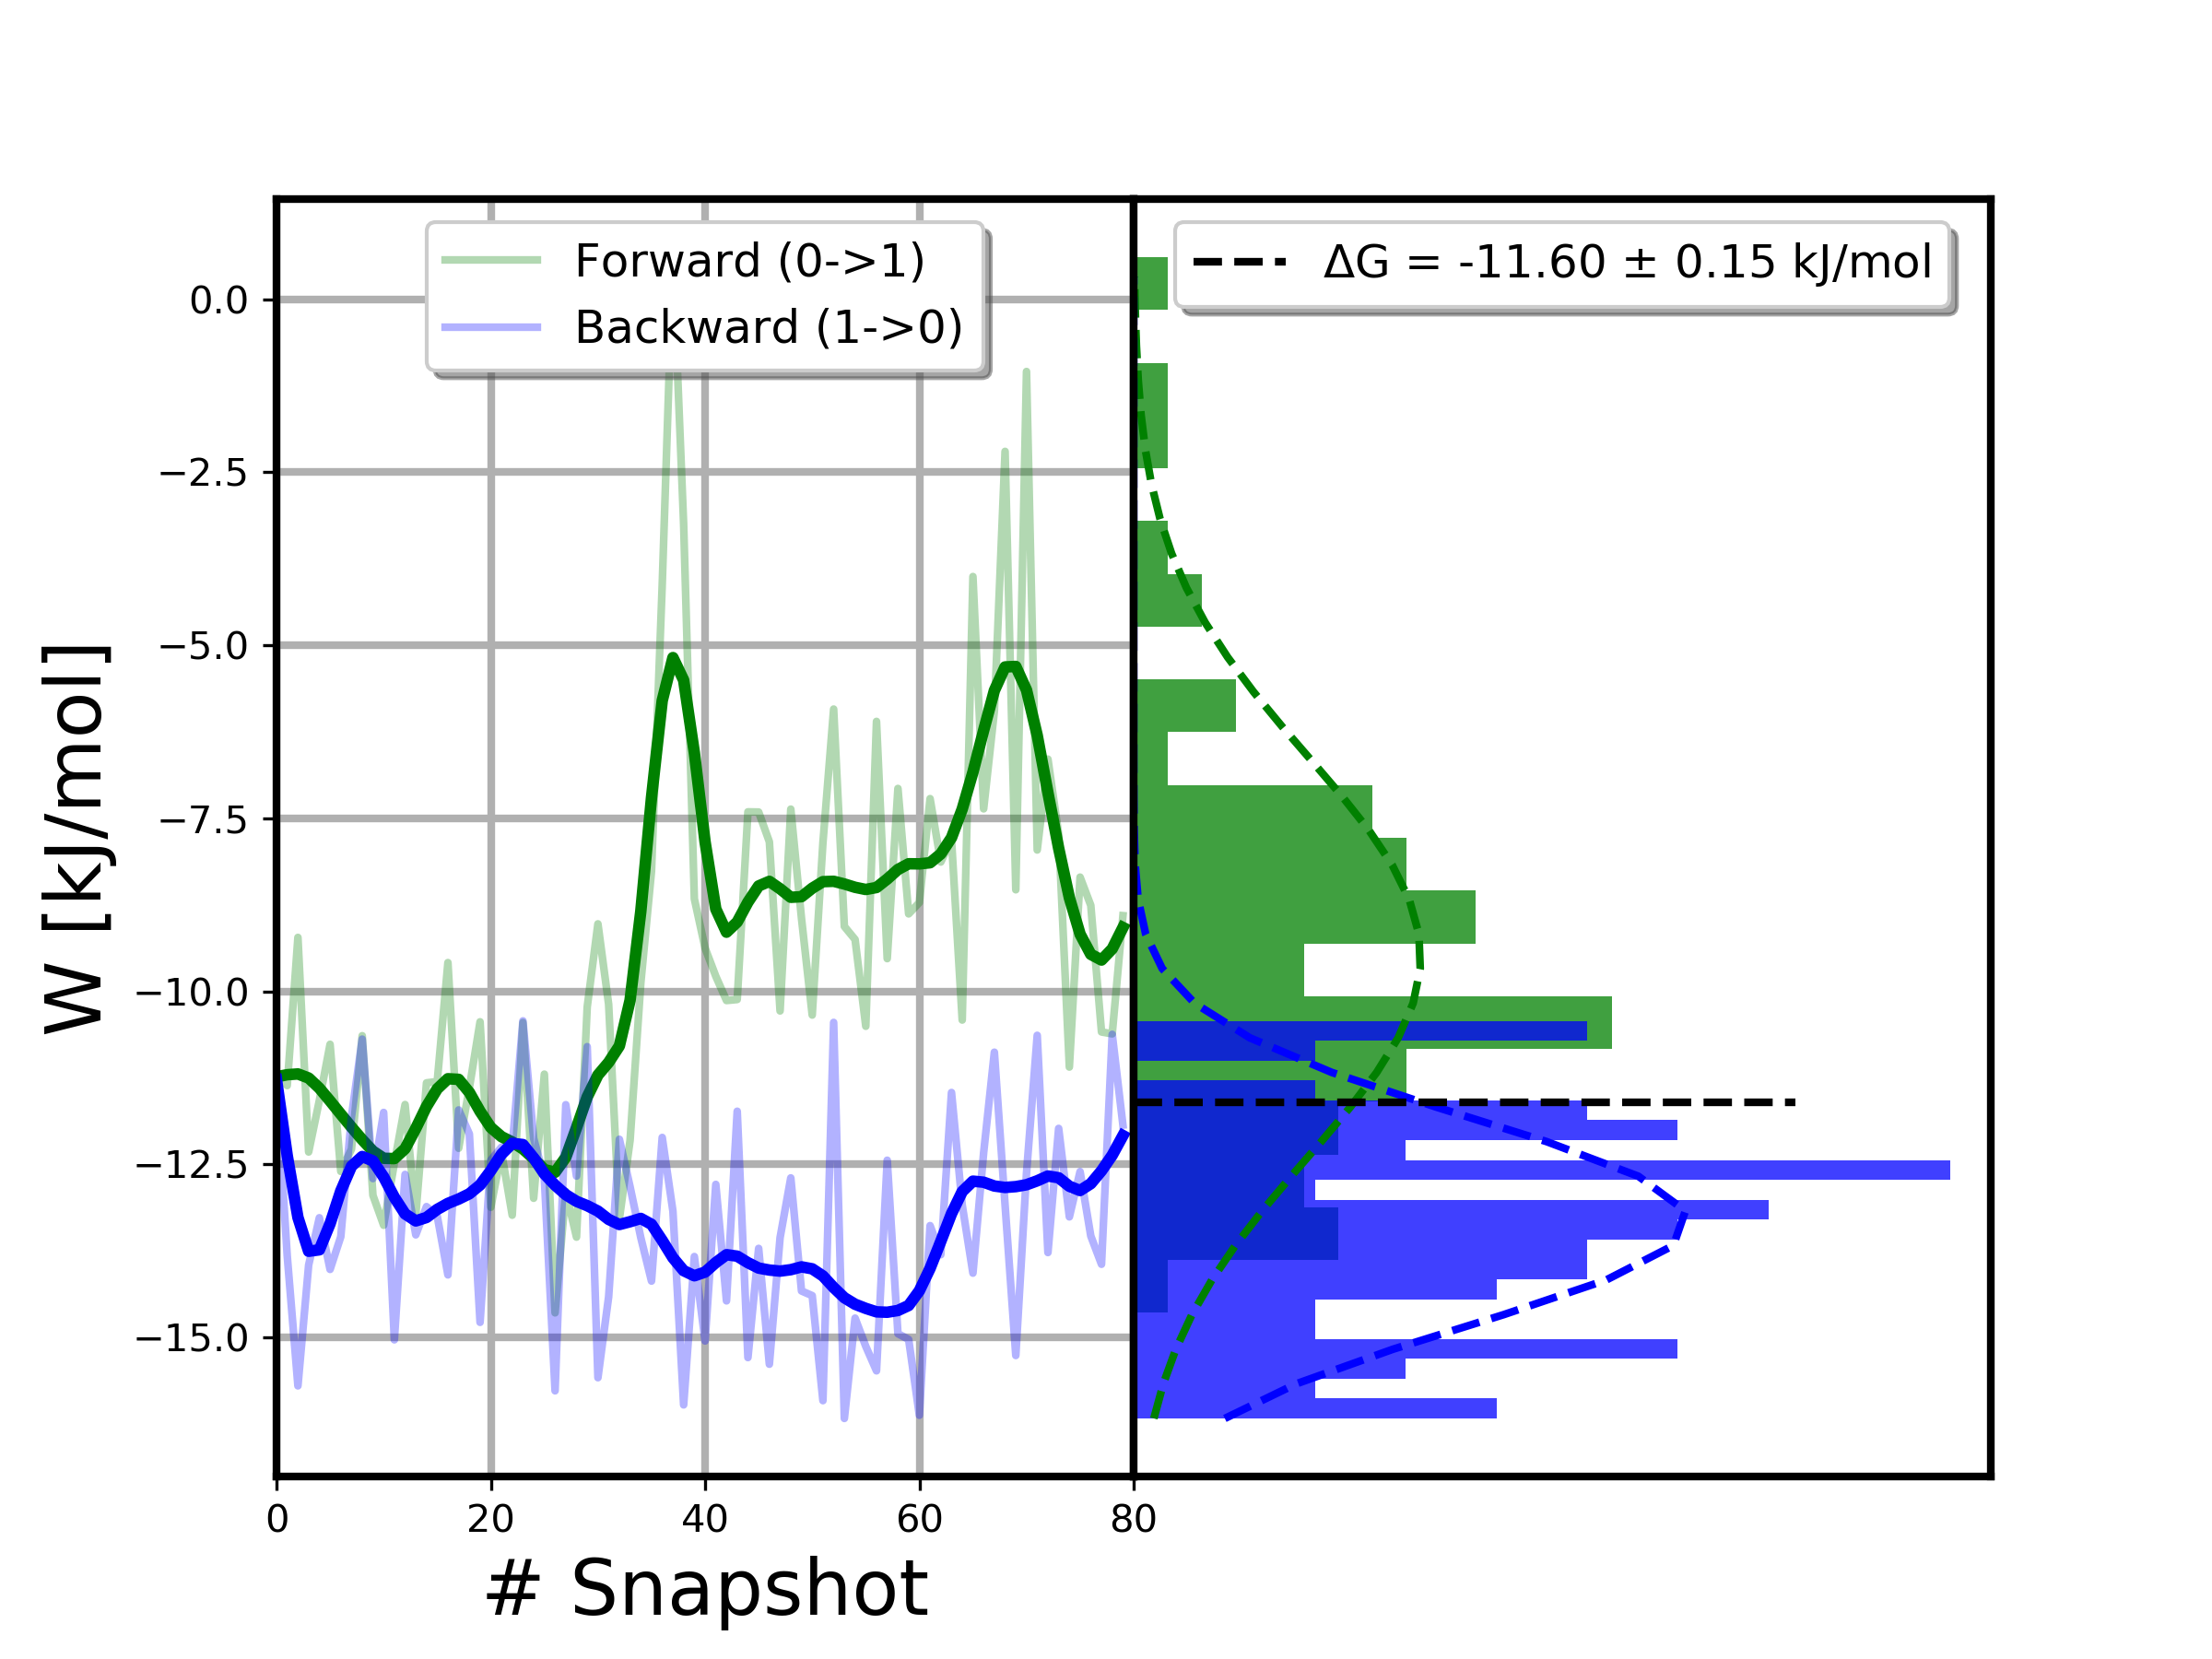 Forward (0->1)
Backward (1->0)
ΔG = -11.60 ± 0.15 kJ/mol
W [kJ/mol]
0.0
−2.5
−5.0
−7.5
−10.0
−12.5
−15.0
0 20 40 60 80
# Snapshot